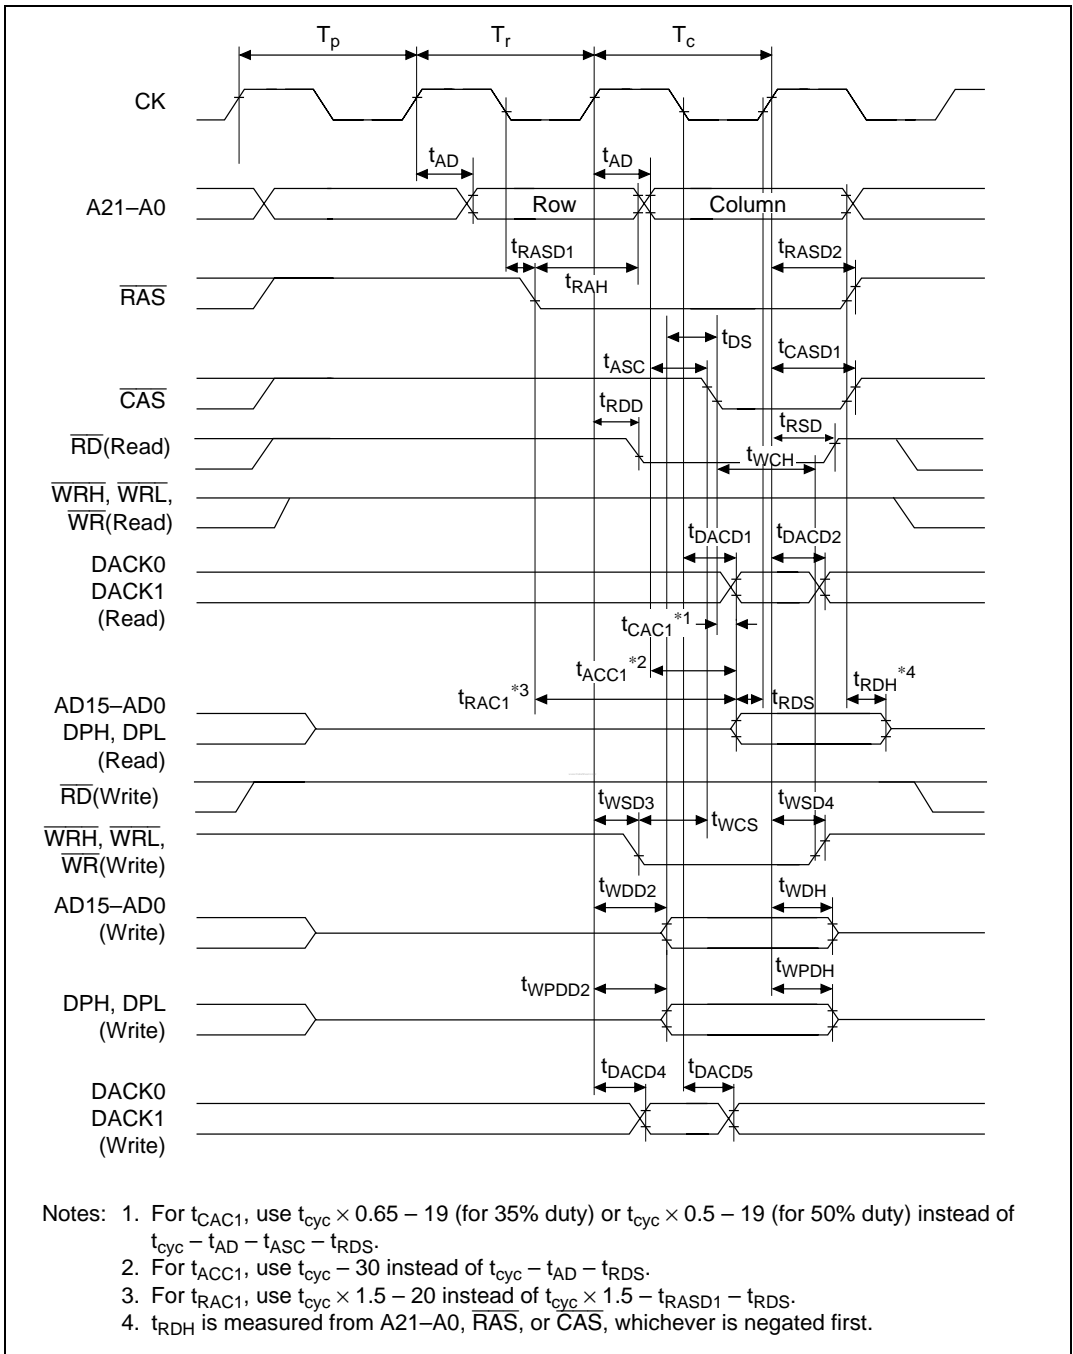 Tp Tr Tc
CK
tAD tAD
A21–A0 Row Column
tRASD1 tRASD2
tRAH
RAS
tDS
tASC tCASD1
CAS
tRDD tRSD
RD(Read)
tWCH
WRH, WRL,
WR(Read)
tDACD1 tDACD2
DACK0
DACK1
(Read)
tCAC1*1
tACC1*2
tRAC1*3 tRDS tRDH*4
AD15–AD0
DPH, DPL
(Read)
RD(Write)
tWSD3 tWCS tWSD4
WRH, WRL,
WR(Write)
tWDD2 tWDH
AD15–AD0
(Write)
tWPDD2 tWPDH
DPH, DPL
(Write)
tDACD4 tDACD5
DACK0
DACK1
(Write)
Notes: 1. For tCAC1, use tcyc × 0.65 – 19 (for 35% duty) or tcyc × 0.5 – 19 (for 50% duty) instead of
tcyc – tAD – tASC – tRDS.
2. For tACC1, use tcyc – 30 instead of tcyc – tAD – tRDS.
3. For tRAC1, use tcyc × 1.5 – 20 instead of tcyc × 1.5 – tRASD1 – tRDS.
4. tRDH is measured from A21–A0, RAS, or CAS, whichever is negated first.